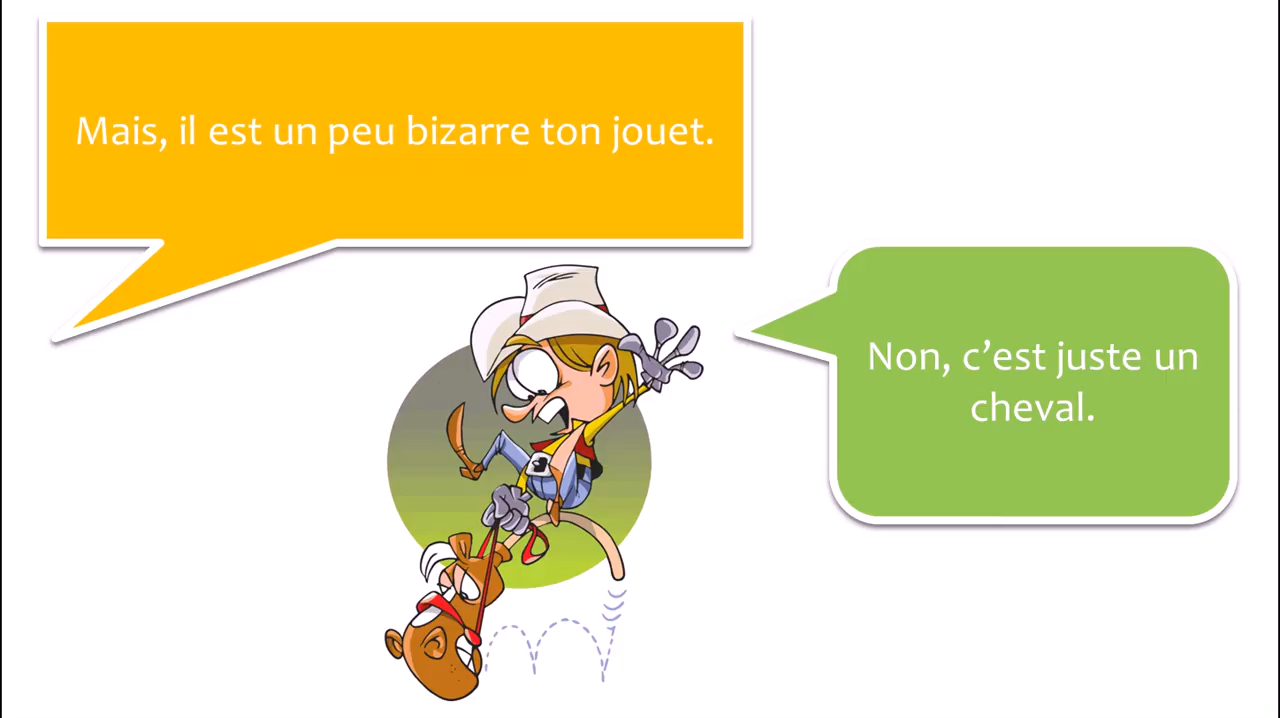 Mais, il est un peu bizarre ton jouet.
Non, c’est juste un
cheval.